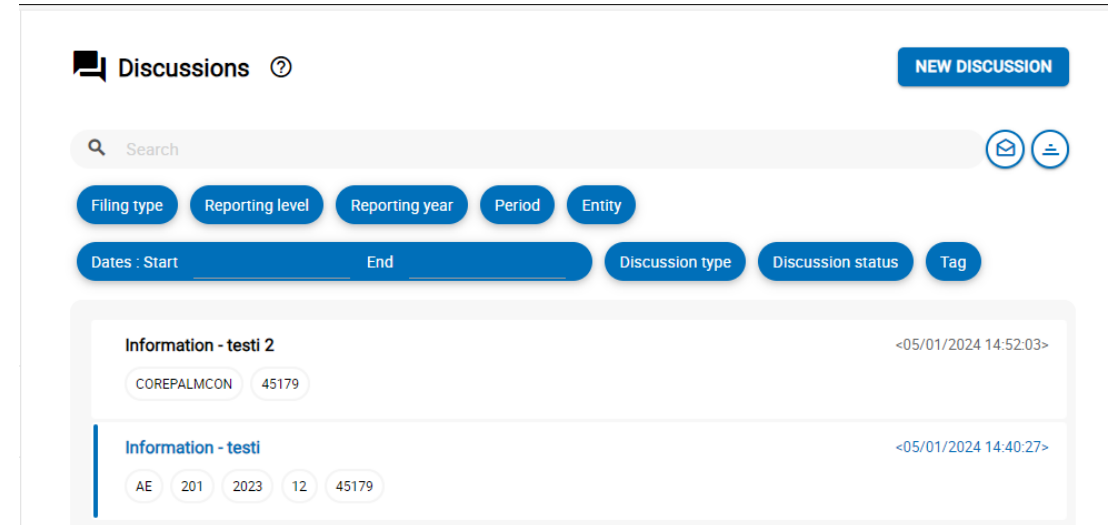 Discussions ?
NEW DISCUSSION
Search
Filing type Reporting level Reporting year Period Entity
Dates : Start End Discussion type Discussion status Tag
Information - testi 2 <05/01/2024 14:52:03>
COREPALMCON 45179
Information - testi <05/01/2024 14:40:27>
AE 201 2023 12 45179